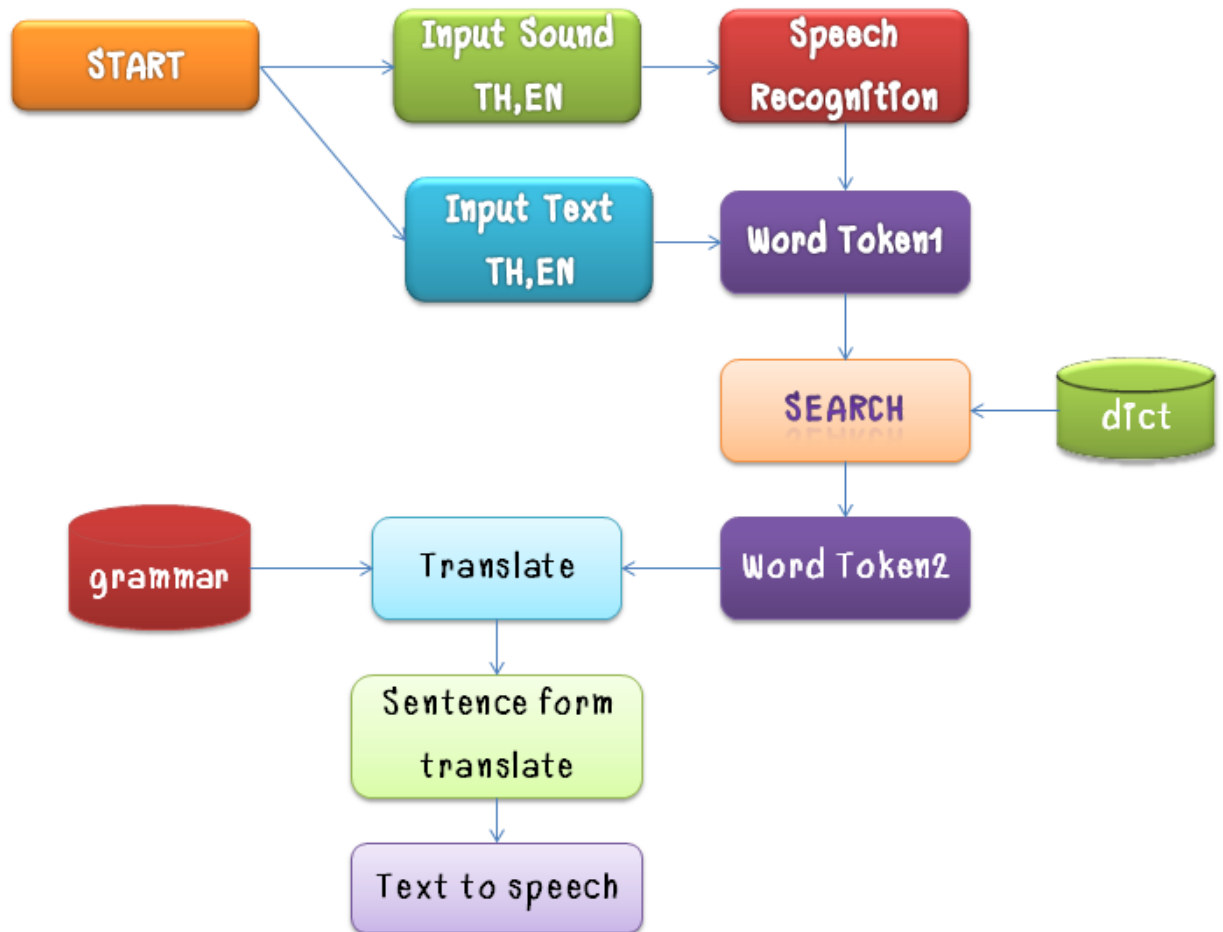 START
Input Sound
TH,EN
Speech
Recognition
Input Text
TH,EN
Word Token1
SEARCH
dict
grammar
Translate
Word Token2
Sentence form
translate
Text to speech